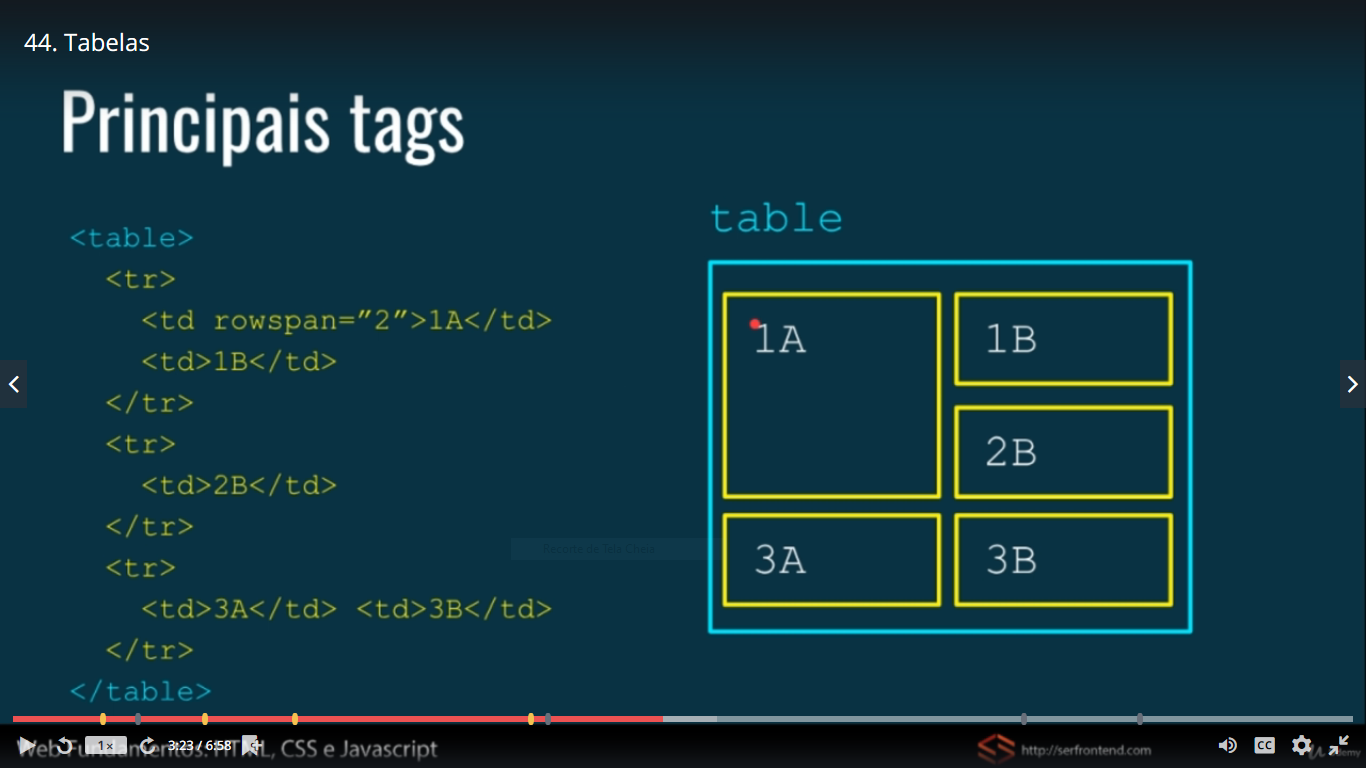 44. Tabelas
Principais tags
<table>
<tr>
<td rowspan="2">1A</td>
<td>1B</td>
</tr>
<tr>
<td>2B</td>
</tr>
<tr>
<td>3A</td> <td>3B</td>
</tr>
</table>
table
1A 1B
2B
3A 3B
Web Fundamentos: HTML, CSS e Javascript
1x
3:23 / 6:58
http://serfrontend.com
CC